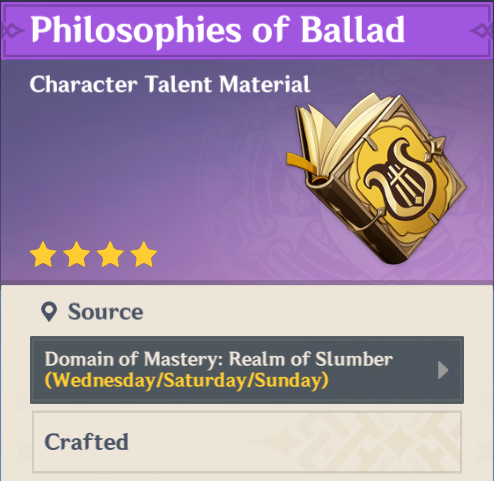 Philosophies of Ballad
Character Talent Material
Source
Domain of Mastery: Realm of Slumber
(Wednesday/Saturday/Sunday)
Crafted